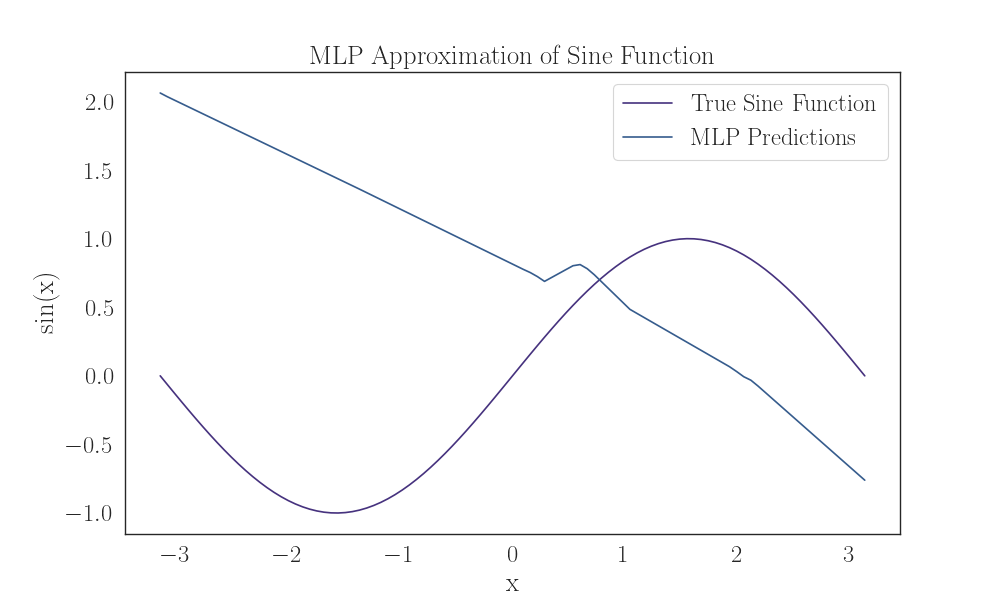 MLP Approximation of Sine Function
True Sine Function
MLP Predictions
sin(x)
2.0
1.5
1.0
0.5
0.0
−0.5
−1.0
−3 −2 −1 0 1 2 3
x